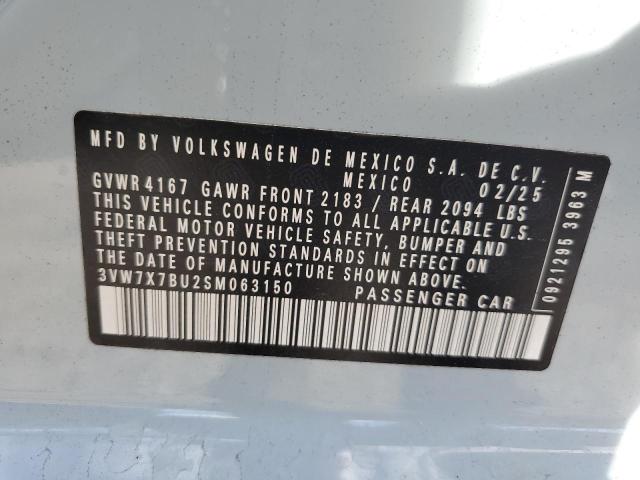 MFD BY VOLKSWAGEN DE MEXICO S.A. DE C.V.
MEXICO 02/25
GVWR 4167 GAWR FRONT 2183 / REAR 2094 LBS
THIS VEHICLE CONFORMS TO ALL APPLICABLE U.S.
FEDERAL MOTOR VEHICLE SAFETY, BUMPER AND
THEFT PREVENTION STANDARDS IN EFFECT ON
THE DATE OF MANUFACTURE SHOWN ABOVE.
3VW7X7BU2SM063150 PASSENGER CAR
0921295 3963 M